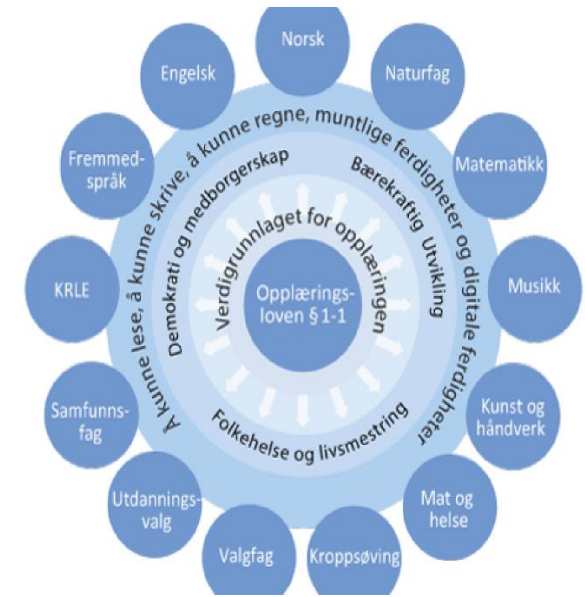 Norsk
Naturfag
Matematikk
Musikk
Kunst og
håndverk
Mat og
helse
Kroppsøving
Valgfag
Utdannings-
valg
Samfunns-
fag
KRLE
Fremmed-
språk
Engelsk
Å kunne lese, å kunne skrive, å kunne regne, muntlige ferdigheter og digitale ferdigheter
Demokrati og medborgerskap
Bærekraftig Utvikling
Folkehelse og livsmestring
Verdigrunnlaget for opplæringen
Opplærings-
loven § 1-1